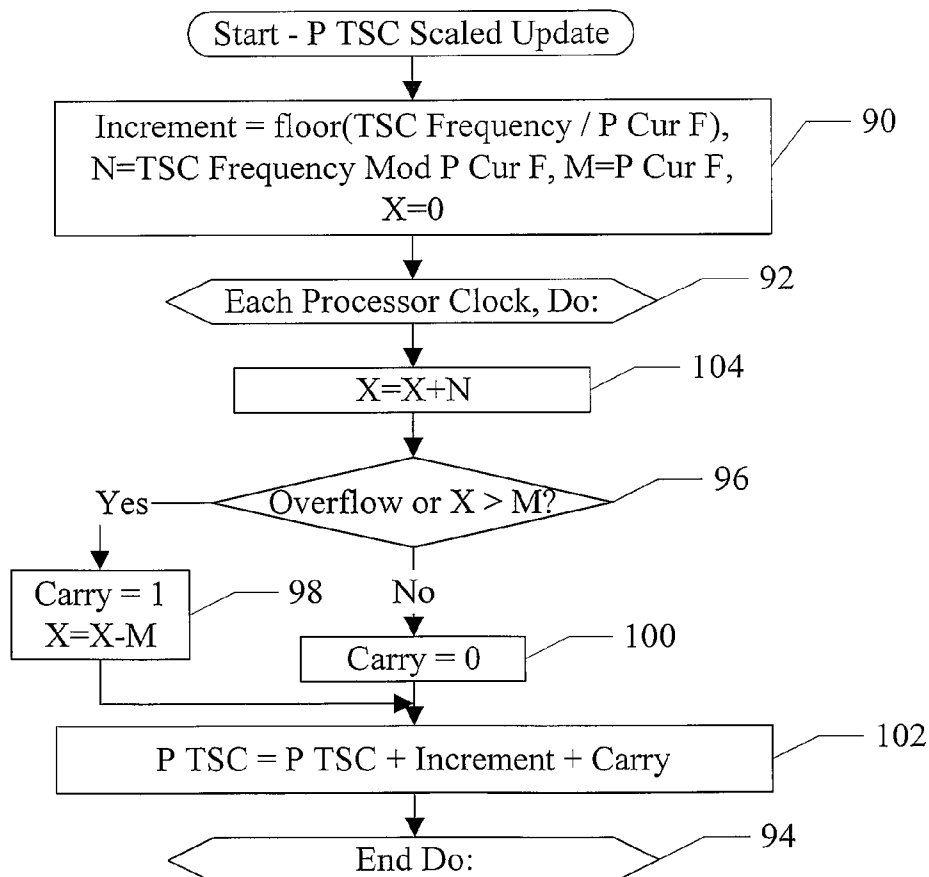 Start - P TSC Scaled Update
Increment = floor(TSC Frequency / P Cur F),
N=TSC Frequency Mod P Cur F, M=P Cur F,
X=0
90
Each Processor Clock, Do:
92
X=X+N
104
Overflow or X > M?
96
Yes
Carry = 1
X=X-M
98
No
Carry = 0
100
P TSC = P TSC + Increment + Carry
102
End Do:
94